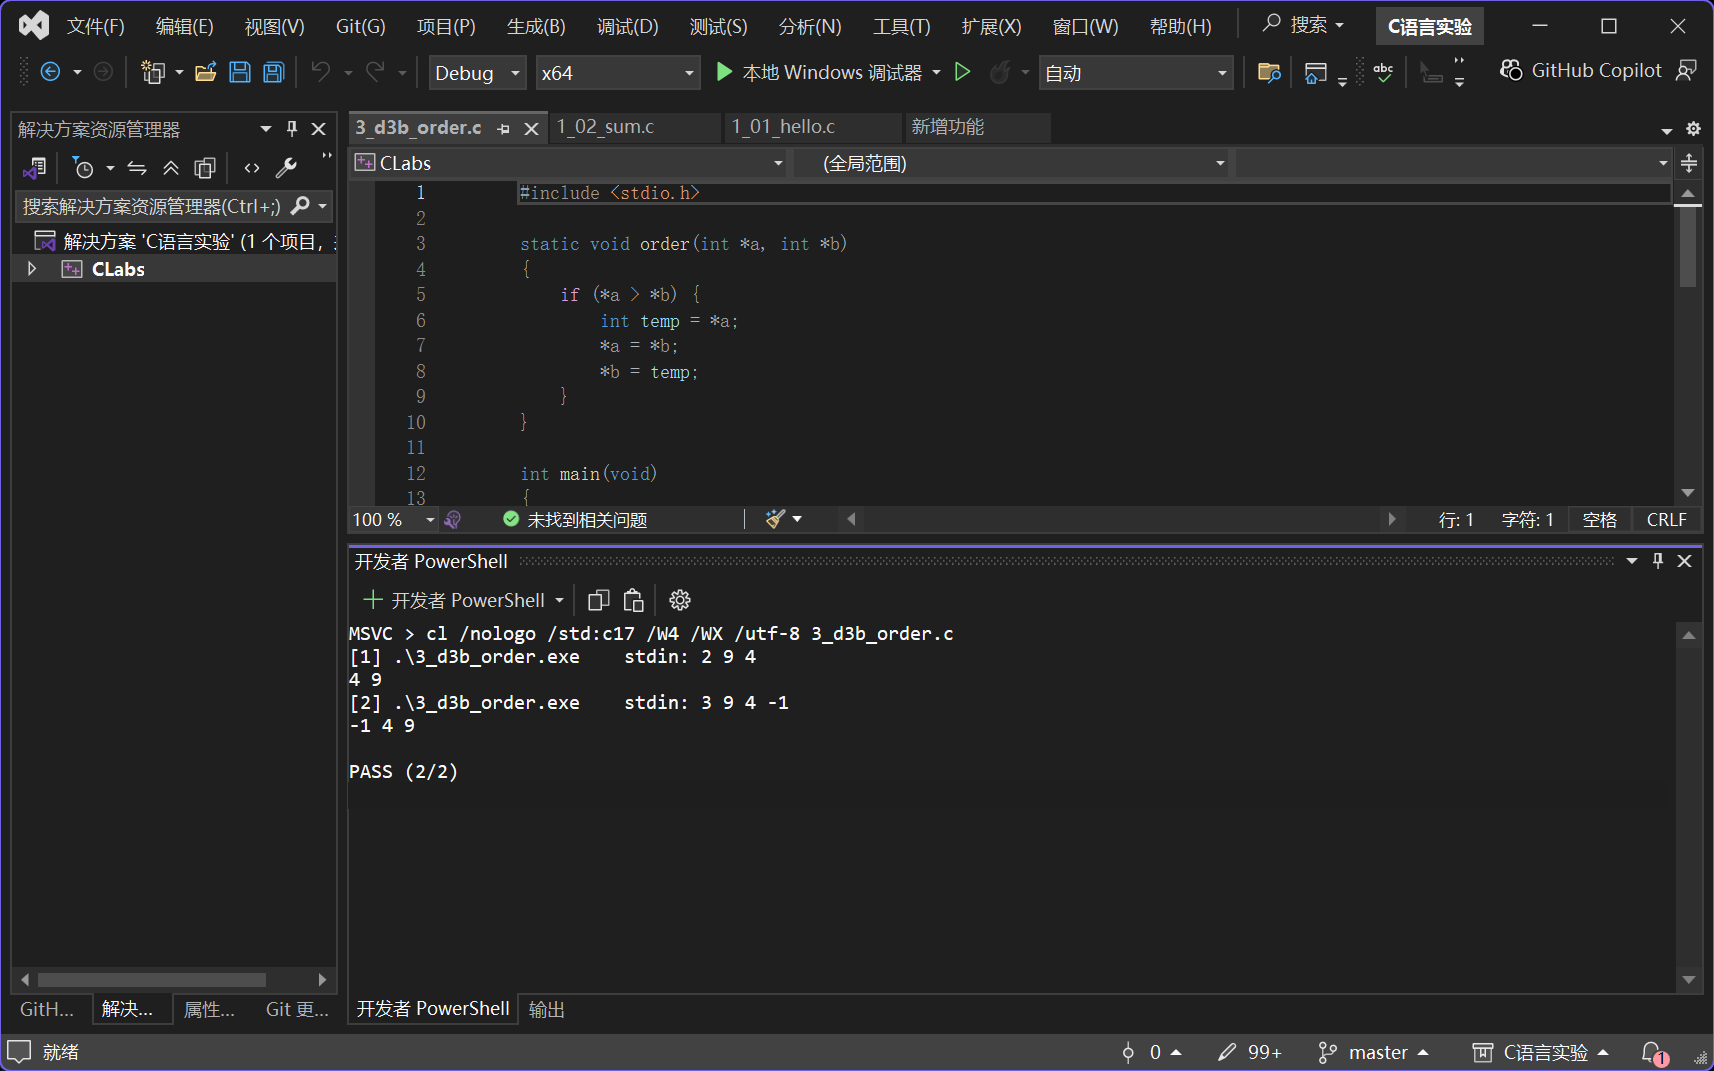 文件(F) 编辑(E) 视图(V) Git(G) 项目(P) 生成(B) 调试(D) 测试(S) 分析(N) 工具(T) 扩展(X) 窗口(W) 帮助(H) 搜索 C语言实验
Debug x64 本地 Windows 调试器 自动 abc GitHub Copilot
解决方案资源管理器
搜索解决方案资源管理器(Ctrl+;)
解决方案 'C语言实验' (1 个项目,
CLabs
3_d3b_order.c 1_02_sum.c 1_01_hello.c 新增功能
CLabs (全局范围)
1 #include <stdio.h>
2
3 static void order(int *a, int *b)
4 {
5 if (*a > *b) {
6 int temp = *a;
7 *a = *b;
8 *b = temp;
9 }
10 }
11
12 int main(void)
13 {
100 % 未找到相关问题 行: 1 字符: 1 空格 CRLF
开发者 PowerShell
开发者 PowerShell
MSVC > cl /nologo /std:c17 /W4 /WX /utf-8 3_d3b_order.c
[1] .\3_d3b_order.exe stdin: 2 9 4
4 9
[2] .\3_d3b_order.exe stdin: 3 9 4 -1
-1 4 9
PASS (2/2)
GitH... 解决... 属性... Git 更...
开发者 PowerShell 输出
就绪 0 99+ master C语言实验 1